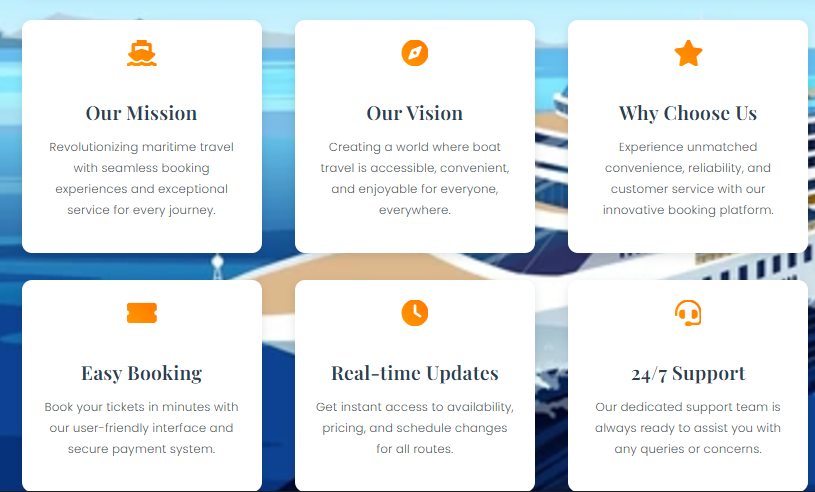 Our Mission
Revolutionizing maritime travel
with seamless booking
experiences and exceptional
service for every journey.
Our Vision
Creating a world where boat
travel is accessible, convenient,
and enjoyable for everyone,
everywhere.
Why Choose Us
Experience unmatched
convenience, reliability, and
customer service with our
innovative booking platform.
Easy Booking
Book your tickets in minutes with
our user-friendly interface and
secure payment system.
Real-time Updates
Get instant access to availability,
pricing, and schedule changes
for all routes.
24/7 Support
Our dedicated support team is
always ready to assist you with
any queries or concerns.